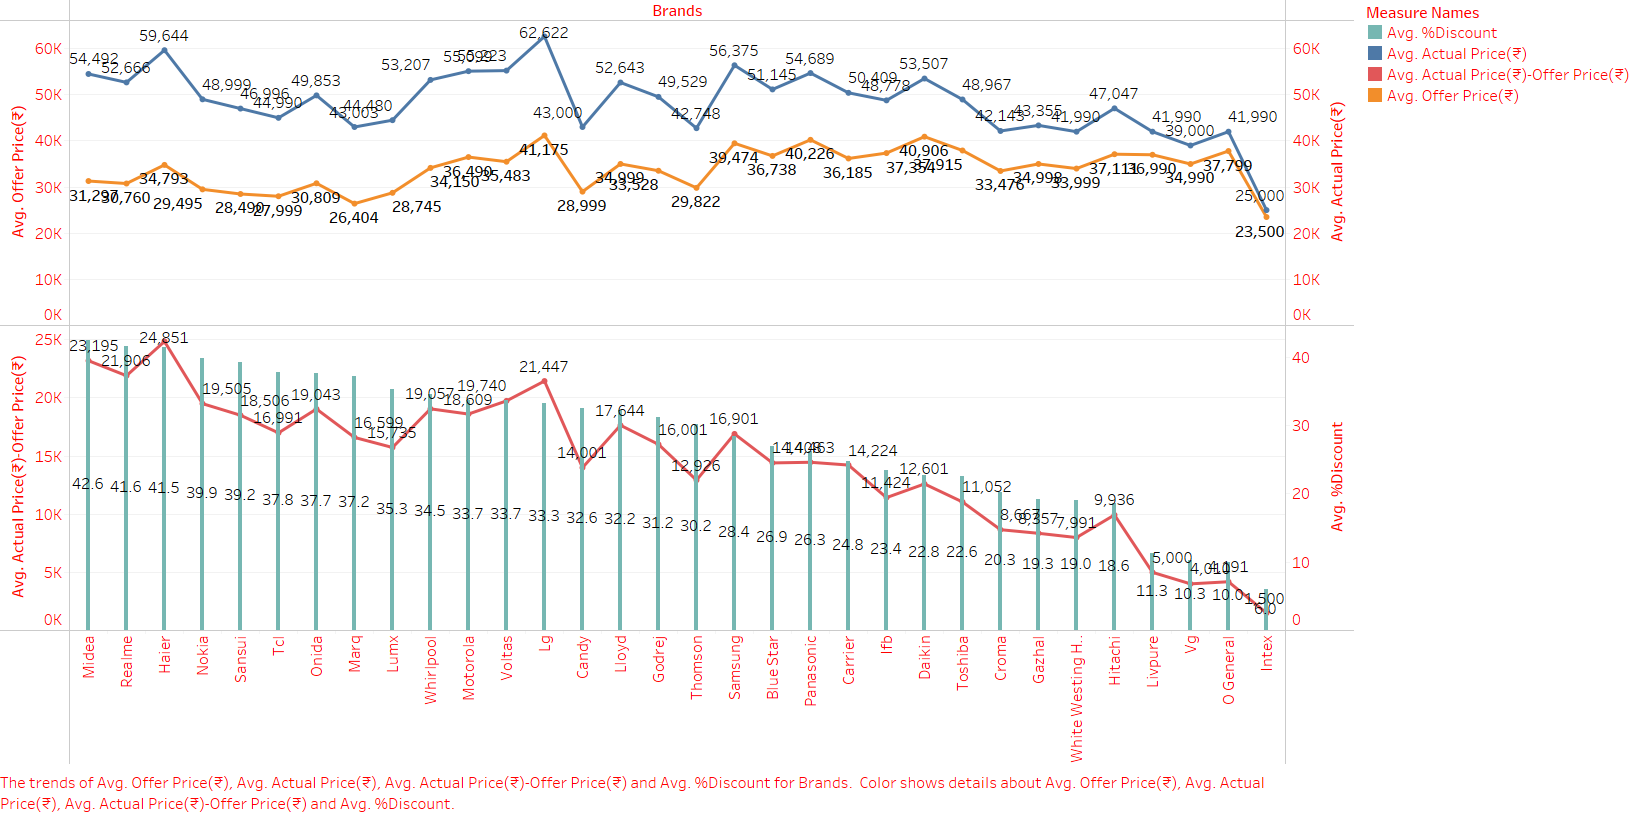 Brands
Measure Names
Avg. %Discount
Avg. Actual Price(₹)
Avg. Actual Price(₹)-Offer Price(₹)
Avg. Offer Price(₹)
Avg. Offer Price(₹)
60K
50K
40K
30K
20K
10K
0K
54,492
52,666
59,644
48,999
46,996
44,990
49,853
43,003
44,480
53,207
55,223
62,622
43,000
52,643
49,529
42,748
56,375
51,145
54,689
50,409
48,778
53,507
48,967
42,143
43,355
41,990
47,047
41,990
39,000
41,990
25,000
31,297
30,760
34,793
29,495
28,490
27,999
30,809
26,404
28,745
34,150
36,490
35,483
41,175
28,999
34,999
33,528
29,822
39,474
36,738
40,226
36,185
37,354
40,906
37,915
33,476
34,998
33,999
37,111
36,990
34,990
37,799
23,500
60K
50K
40K
30K
20K
10K
0K
Avg. Actual Price(₹)
Avg. Actual Price(₹)-Offer Price(₹)
25K
20K
15K
10K
5K
0K
23,195
21,906
24,851
19,505
18,506
16,991
19,043
16,599
15,735
19,057
18,609
19,740
21,447
14,001
17,644
16,001
12,926
16,901
14,463
14,224
11,424
12,601
11,052
8,667
8,357
7,991
9,936
5,000
4,010
4,191
1,500
42.6
41.6
41.5
39.9
39.2
37.8
37.7
37.2
35.3
34.5
33.7
33.7
33.3
32.6
32.2
31.2
30.2
28.4
26.9
26.3
24.8
23.4
22.8
22.6
20.3
19.3
19.0
18.6
11.3
10.3
10.0
6.0
40
30
20
10
0
Avg. %Discount
Midea
Realme
Haier
Nokia
Sansui
Tcl
Onida
Marq
Lumx
Whirlpool
Motorola
Voltas
Lg
Candy
Lloyd
Godrej
Thomson
Samsung
Blue Star
Panasonic
Carrier
Ifb
Daikin
Toshiba
Croma
Gazhal
White Westing H..
Hitachi
Livpure
Vg
O General
Intex
The trends of Avg. Offer Price(₹), Avg. Actual Price(₹), Avg. Actual Price(₹)-Offer Price(₹) and Avg. %Discount for Brands.  Color shows details about Avg. Offer Price(₹), Avg. Actual
Price(₹), Avg. Actual Price(₹)-Offer Price(₹) and Avg. %Discount.